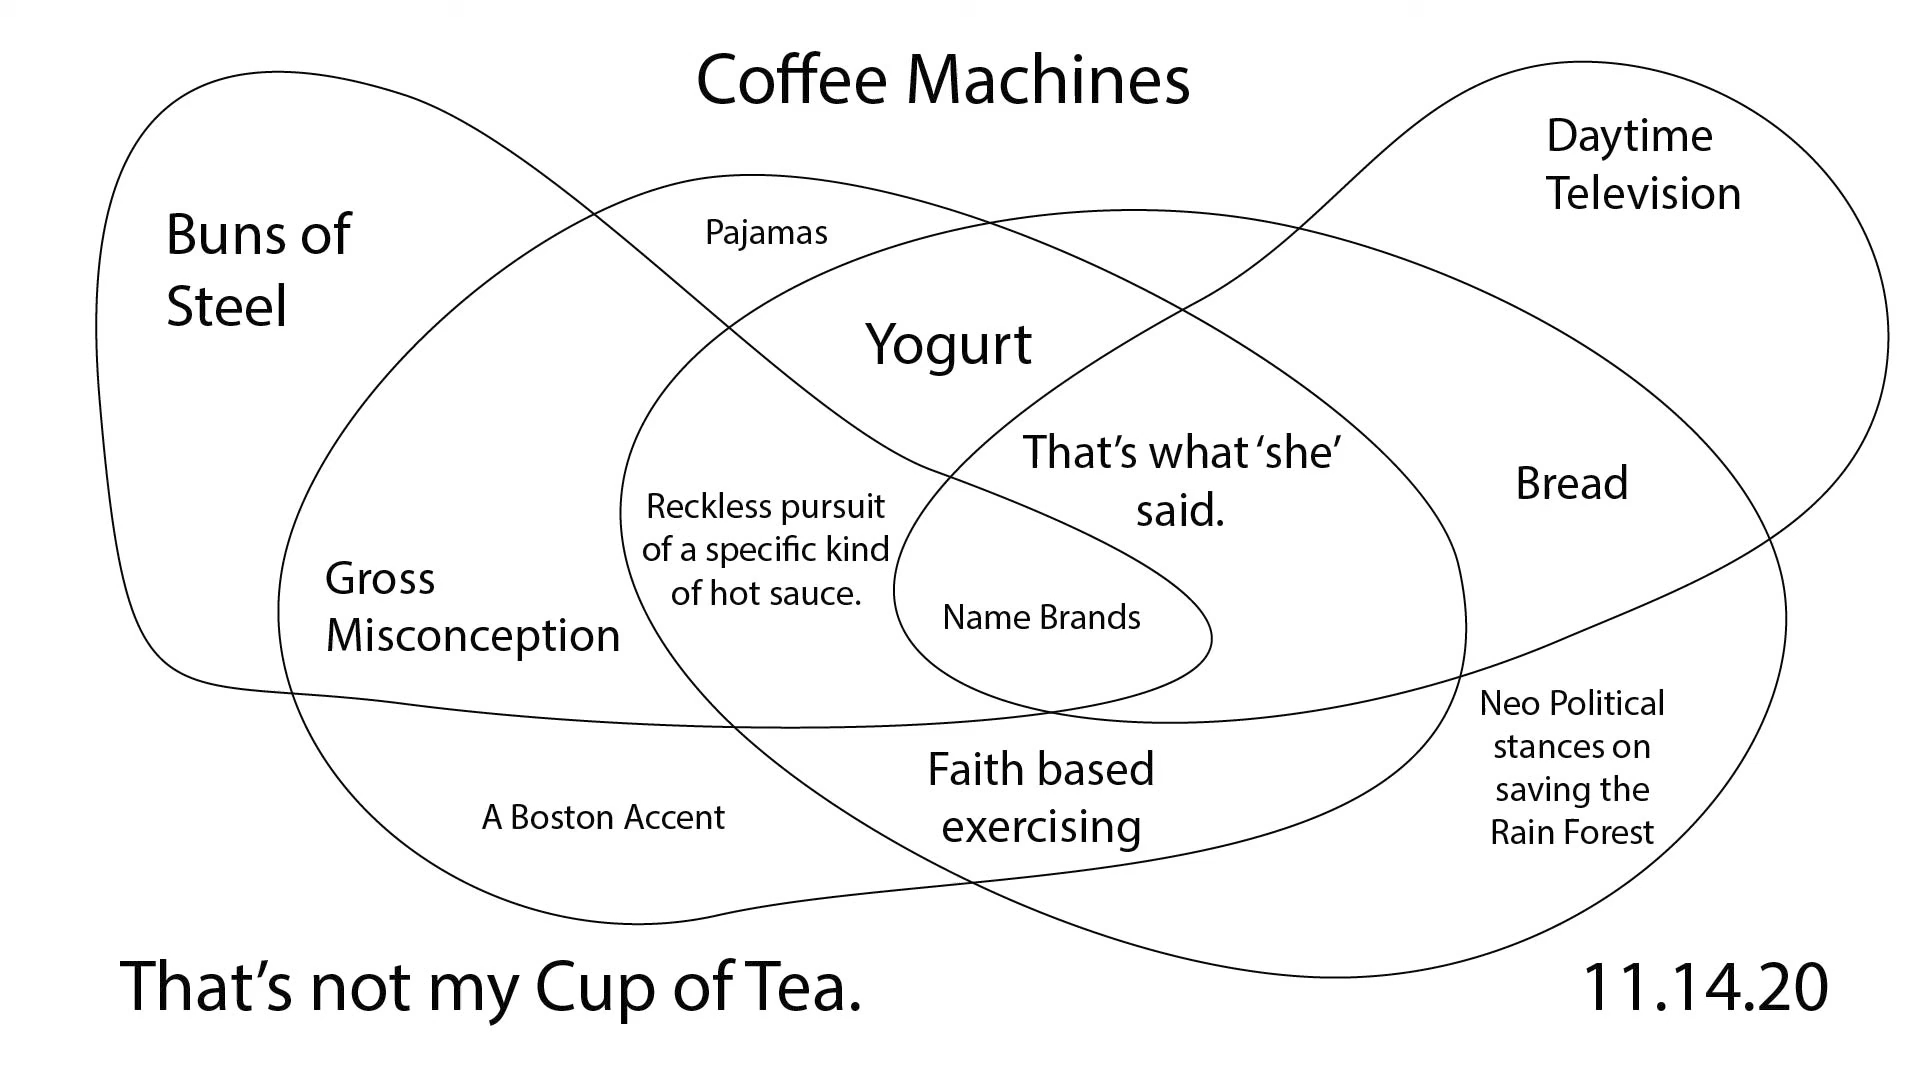 Coffee Machines
Daytime
Television
Buns of
Steel
Pajamas
Yogurt
That’s what ‘she’
said.
Bread
Reckless pursuit
of a specific kind
of hot sauce.
Gross
Misconception
Name Brands
Neo Political
stances on
saving the
Rain Forest
Faith based
exercising
A Boston Accent
That’s not my Cup of Tea.
11.14.20